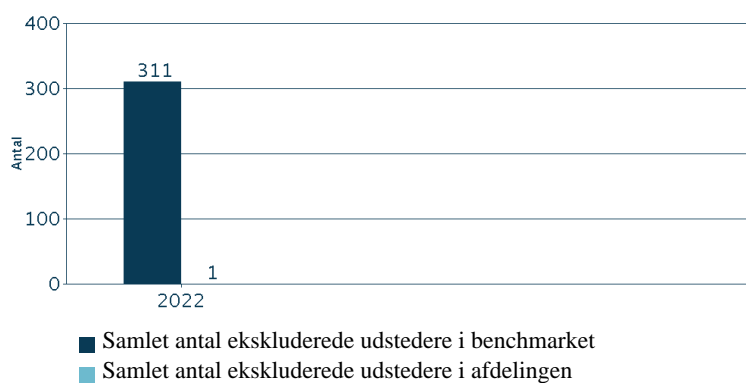 400
311
300
Antal
200
100
1
0
2022
Samlet antal ekskluderede udstedere i benchmarket
Samlet antal ekskluderede udstedere i afdelingen